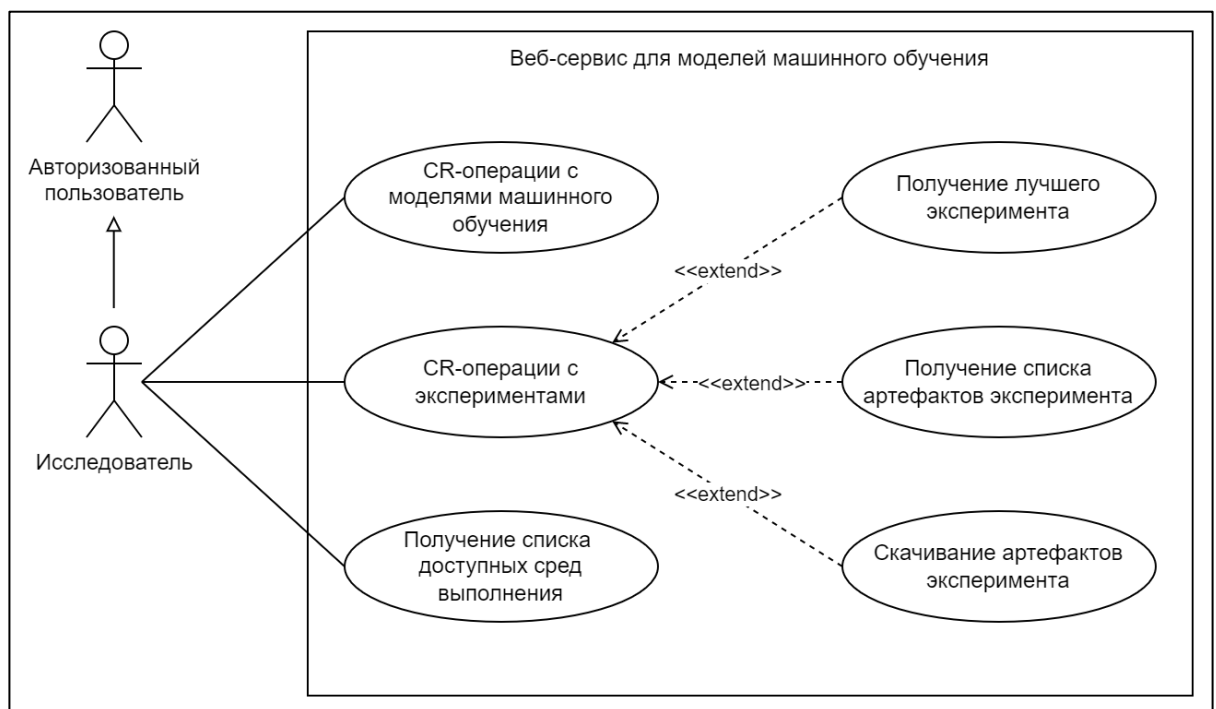 Веб-сервис для моделей машинного обучения
Авторизованный
пользователь
CR-операции с
моделями машинного
обучения
Получение лучшего
эксперимента
<<extend>>
Исследователь
CR-операции с
экспериментами
<<extend>>
Получение списка
артефактов эксперимента
<<extend>>
Получение списка
доступных сред
выполнения
Скачивание артефактов
эксперимента